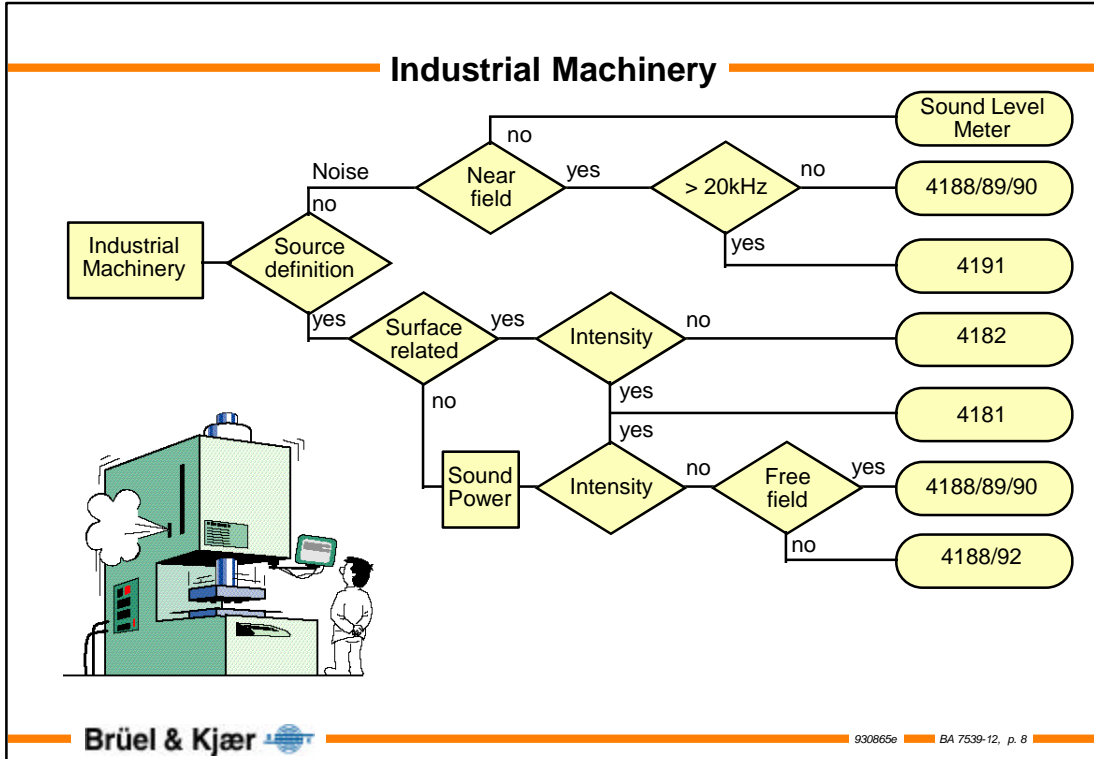 Industrial Machinery
Sound Level
Meter
no
Noise
Near
field
yes
> 20kHz
no
4188/89/90
no
Industrial
Machinery
Source
definition
yes
4191
yes
Surface
related
yes
Intensity
no
4182
no
yes
4181
yes
Sound
Power
Intensity
no
Free
field
yes
4188/89/90
no
4188/92
Brüel & Kjær
930865e
BA 7539-12, p. 8